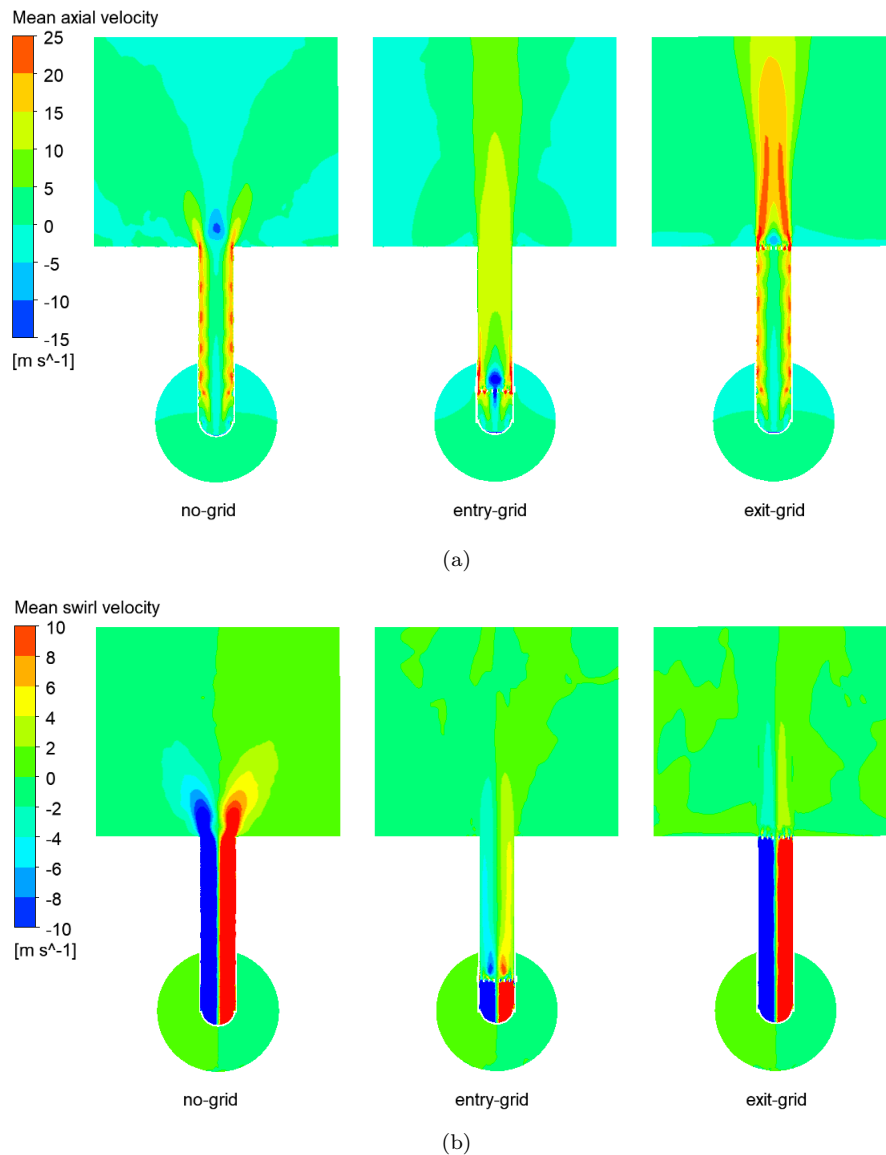 Mean axial velocity
25
20
15
10
5
0
-5
-10
-15
[m s^-1]
no-grid
entry-grid
exit-grid
(a)
Mean swirl velocity
10
8
6
4
2
0
-2
-4
-6
-8
-10
[m s^-1]
no-grid
entry-grid
exit-grid
(b)